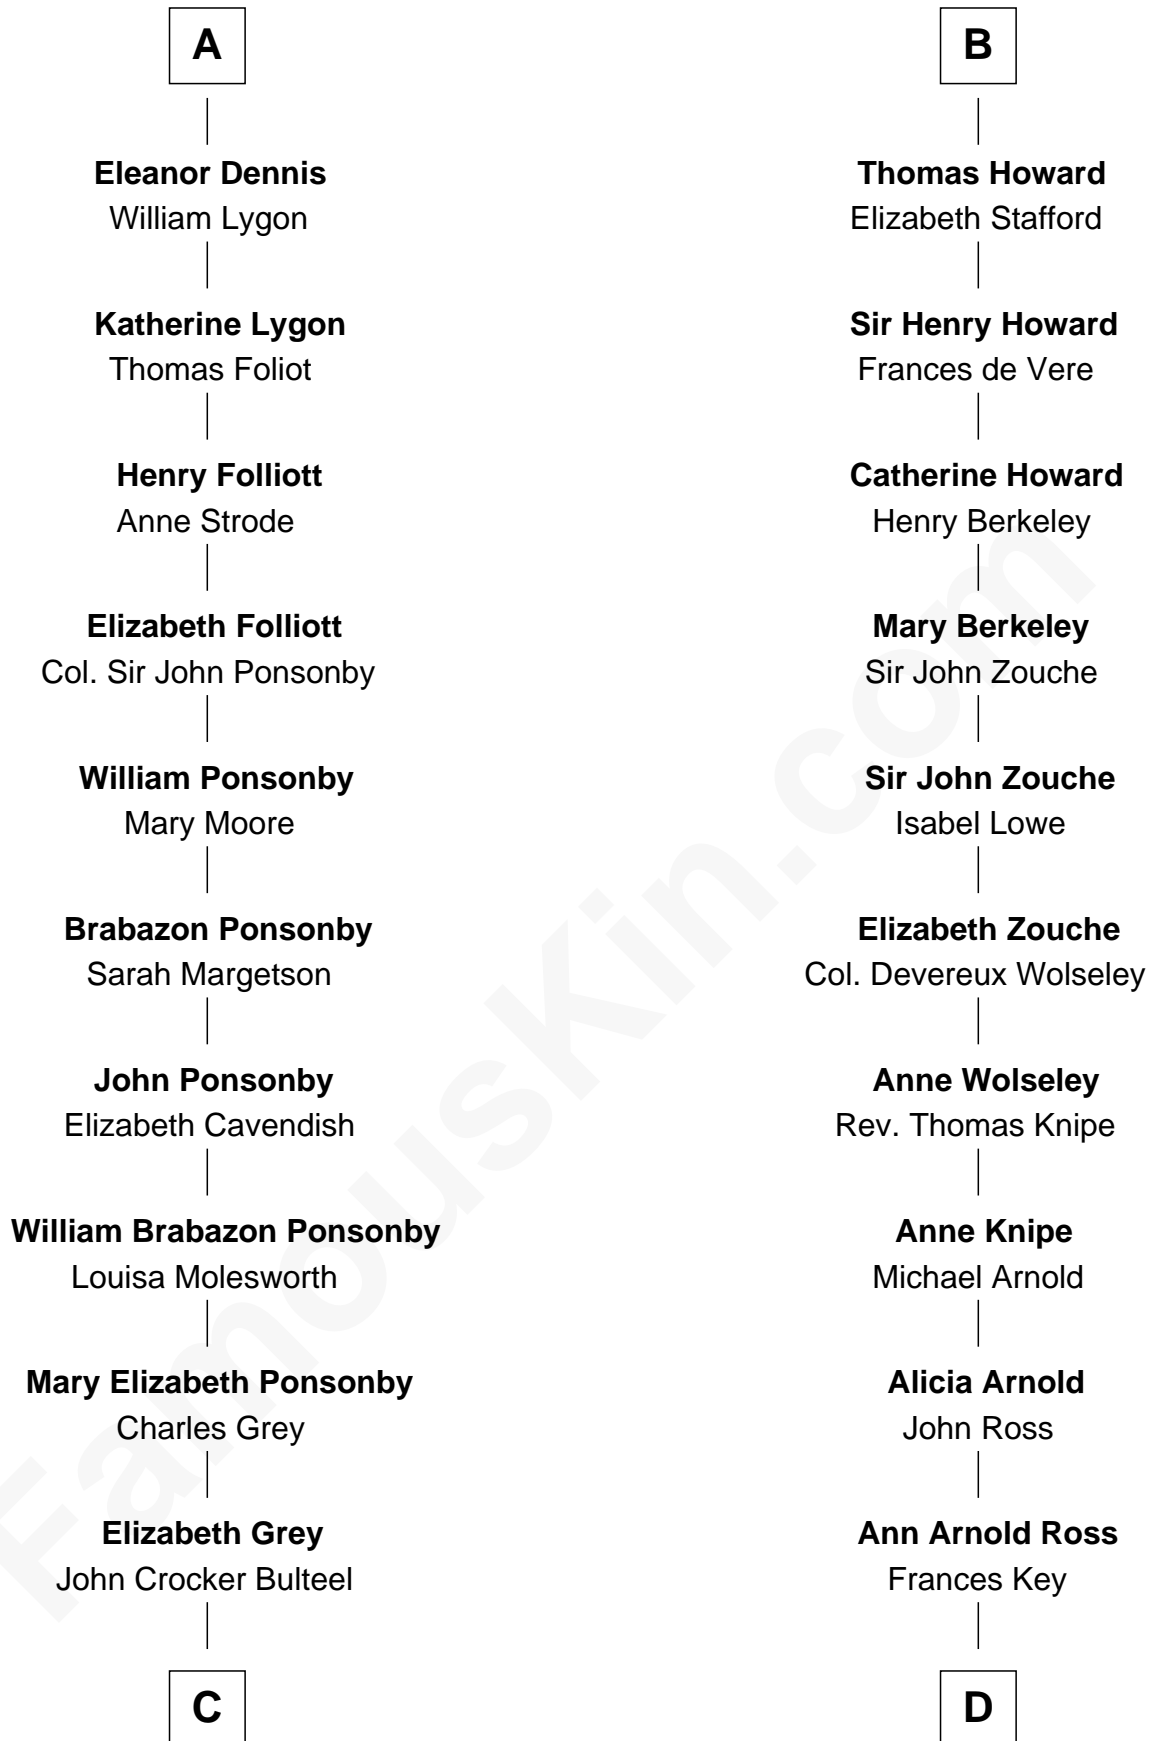 A
Eleanor Dennis
William Lygon
Katherine Lygon
Thomas Foliot
Henry Folliott
Anne Strode
Elizabeth Folliott
Col. Sir John Ponsonby
William Ponsonby
Mary Moore
Brabazon Ponsonby
Sarah Margetson
John Ponsonby
Elizabeth Cavendish
William Brabazon Ponsonby
Louisa Molesworth
Mary Elizabeth Ponsonby
Charles Grey
Elizabeth Grey
John Crocker Bulteel
C
B
Thomas Howard
Elizabeth Stafford
Sir Henry Howard
Frances de Vere
Catherine Howard
Henry Berkeley
Mary Berkeley
Sir John Zouche
Sir John Zouche
Isabel Lowe
Elizabeth Zouche
Col. Devereux Wolseley
Anne Wolseley
Rev. Thomas Knipe
Anne Knipe
Michael Arnold
Alicia Arnold
John Ross
Ann Arnold Ross
Frances Key
D
FamousKin.com